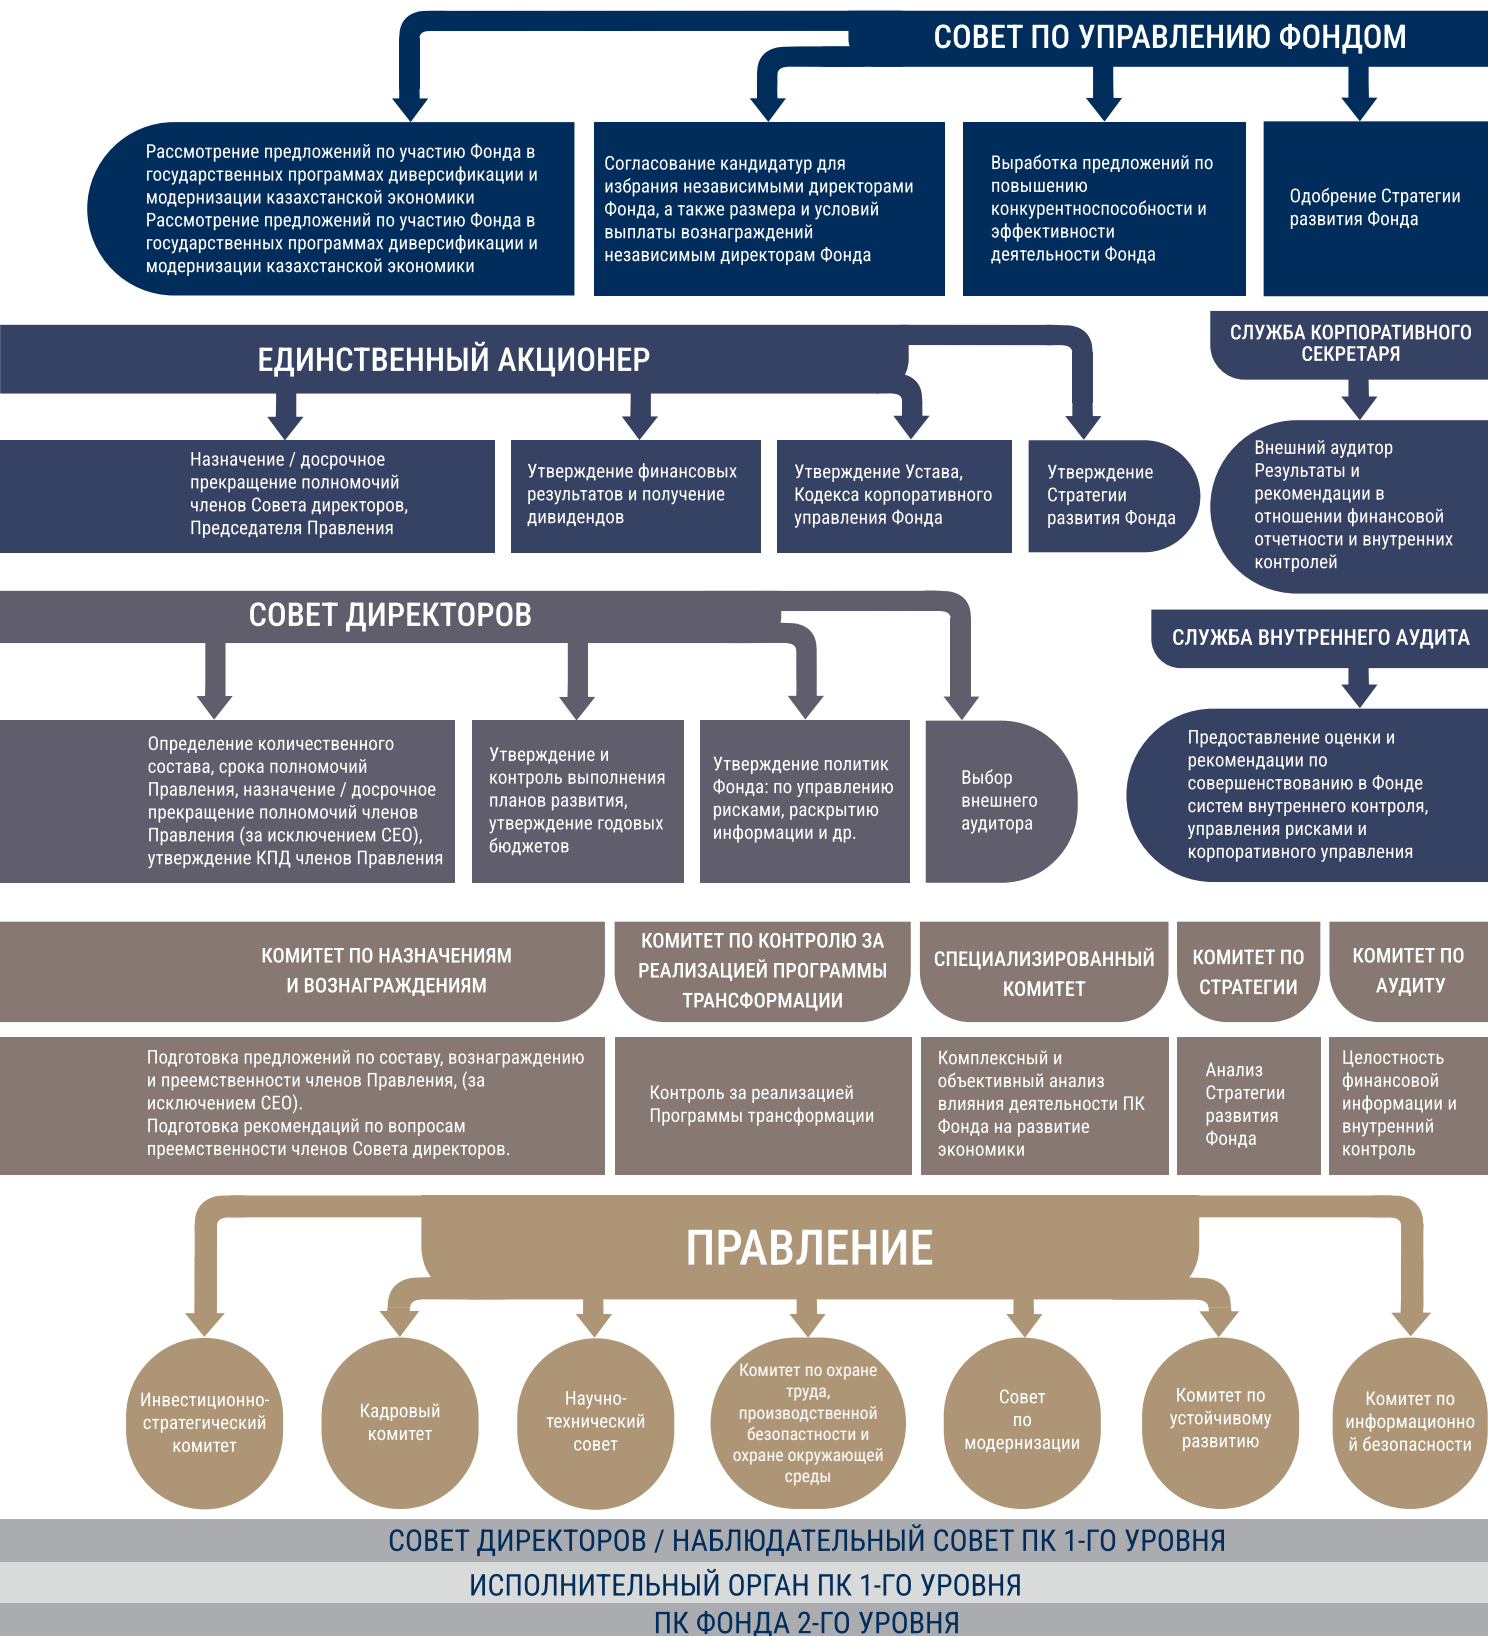 СОВЕТ ПО УПРАВЛЕНИЮ ФОНДОМ
Рассмотрение предложений по участию Фонда в
государственных программах диверсификации и
модернизации казахстанской экономики
Рассмотрение предложений по участию Фонда в
государственных программах диверсификации и
модернизации казахстанской экономики
Согласование кандидатур для
избрания независимыми директорами
Фонда, а также размера и условий
выплаты вознаграждений
независимым директорам Фонда
Выработка предложений по
повышению
конкурентноспособности и
эффективности
деятельности Фонда
Одобрение Стратегии
развития Фонда
ЕДИНСТВЕННЫЙ АКЦИОНЕР
Назначение / досрочное
прекращение полномочий
членов Совета директоров,
Председателя Правления
Утверждение финансовых
результатов и получение
дивидендов
Утверждение Устава,
Кодекса корпоративного
управления Фонда
Утверждение
Стратегии
развития Фонда
СЛУЖБА КОРПОРАТИВНОГО
СЕКРЕТАРЯ
Внешний аудитор
Результаты и
рекомендации в
отношении финансовой
отчетности и внутренних
контролей
СОВЕТ ДИРЕКТОРОВ
Определение количественного
состава, срока полномочий
Правления, назначение / досрочное
прекращение полномочий членов
Правления (за исключением СЕО),
утверждение КПД членов Правления
Утверждение и
контроль выполнения
планов развития,
утверждение годовых
бюджетов
Утверждение политик
Фонда: по управлению
рисками, раскрытию
информации и др.
Выбор
внешнего
аудитора
СЛУЖБА ВНУТРЕННЕГО АУДИТА
Предоставление оценки и
рекомендации по
совершенствованию в Фонде
систем внутреннего контроля,
управления рисками и
корпоративного управления
КОМИТЕТ ПО НАЗНАЧЕНИЯМ
И ВОЗНАГРАЖДЕНИЯМ
КОМИТЕТ ПО КОНТРОЛЮ ЗА
РЕАЛИЗАЦИЕЙ ПРОГРАММЫ
ТРАНСФОРМАЦИИ
СПЕЦИАЛИЗИРОВАННЫЙ
КОМИТЕТ
КОМИТЕТ ПО
СТРАТЕГИИ
КОМИТЕТ ПО
АУДИТУ
Подготовка предложений по составу, вознаграждению
и преемственности членов Правления, (за
исключением СЕО).
Подготовка рекомендаций по вопросам
преемственности членов Совета директоров.
Контроль за реализацией
Программы трансформации
Комплексный и
объективный анализ
влияния деятельности ПК
Фонда на развитие
экономики
Анализ
Стратегии
развития
Фонда
Целостность
финансовой
информации и
внутренний
контроль
ПРАВЛЕНИЕ
Инвестиционно-
стратегический
комитет
Кадровый
комитет
Научно-
технический
совет
Комитет по охране
труда,
производственной
безопастности и
охране окружающей
среды
Совет
по
модернизации
Комитет по
устойчивому
развитию
Комитет по
информационно
й безопасности
СОВЕТ ДИРЕКТОРОВ / НАБЛЮДАТЕЛЬНЫЙ СОВЕТ ПК 1-ГО УРОВНЯ
ИСПОЛНИТЕЛЬНЫЙ ОРГАН ПК 1-ГО УРОВНЯ
ПК ФОНДА 2-ГО УРОВНЯ